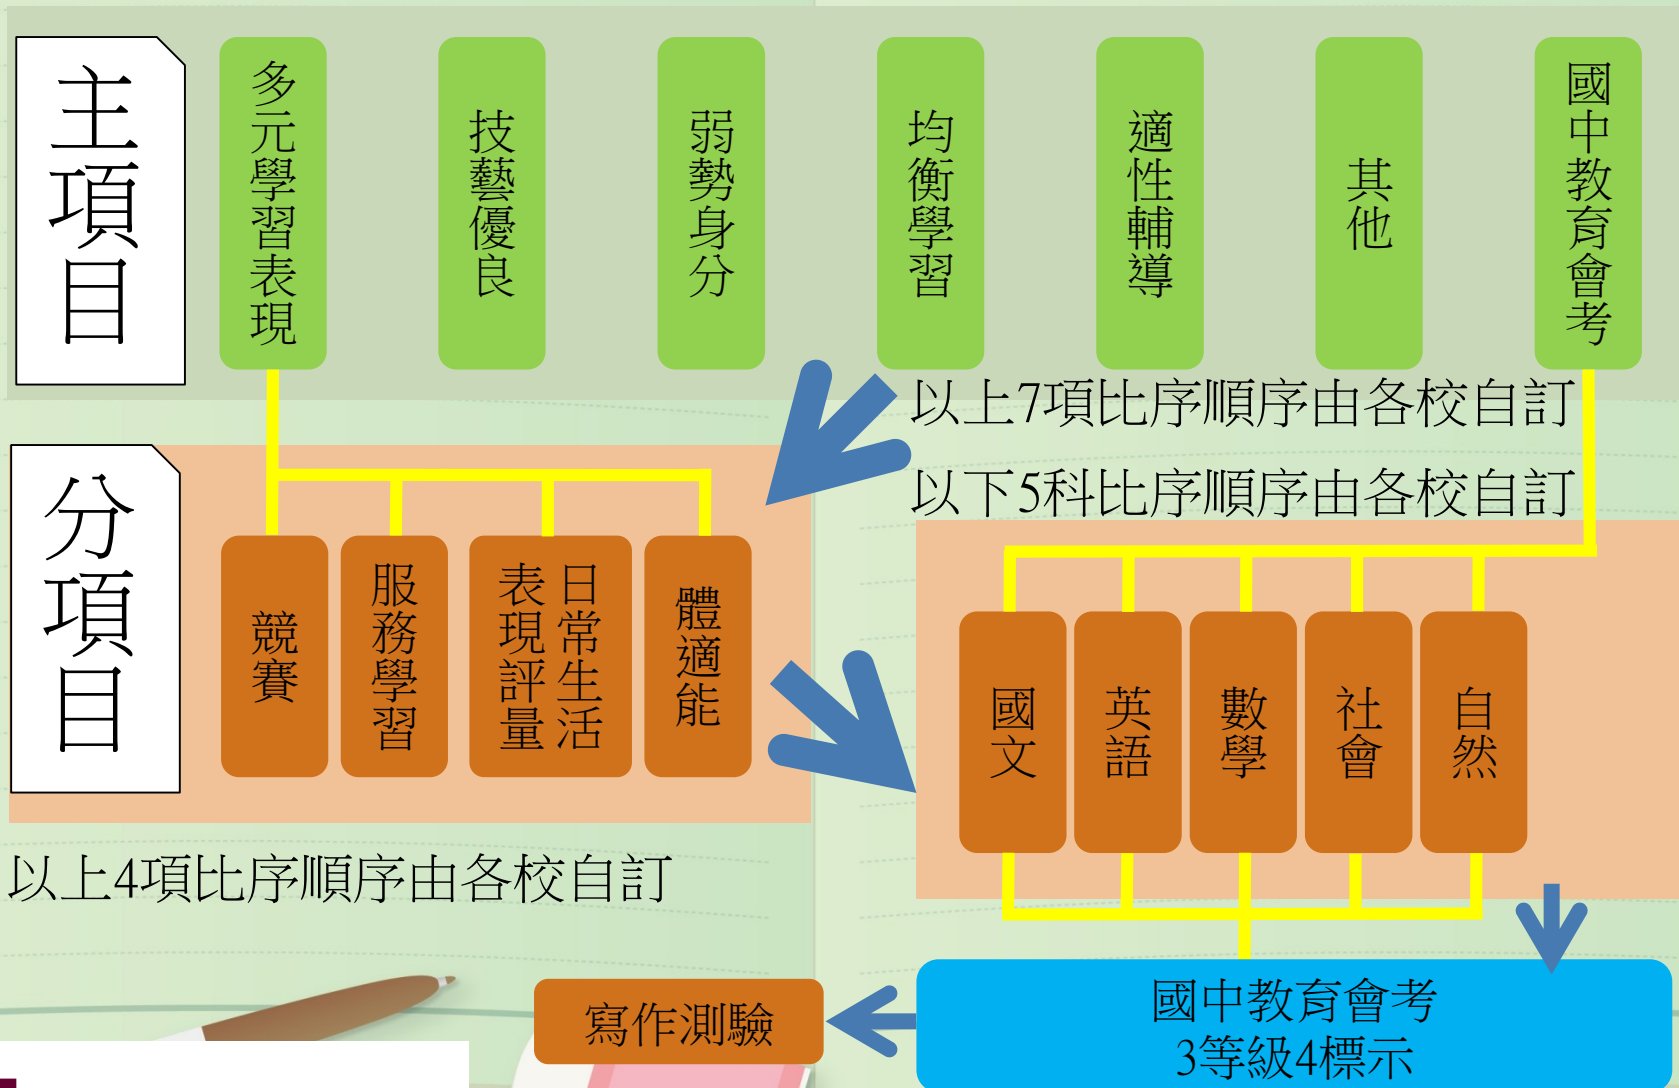 主項目
多元學習表現
技藝優良
弱勢身分
均衡學習
適性輔導
其他
國中教育會考
以上7項比序順序由各校自訂
以下5科比序順序由各校自訂
分項目
競賽
服務學習
日常生活
表現評量
體適能
國文
英語
數學
社會
自然
以上4項比序順序由各校自訂
寫作測驗
國中教育會考
3等級4標示